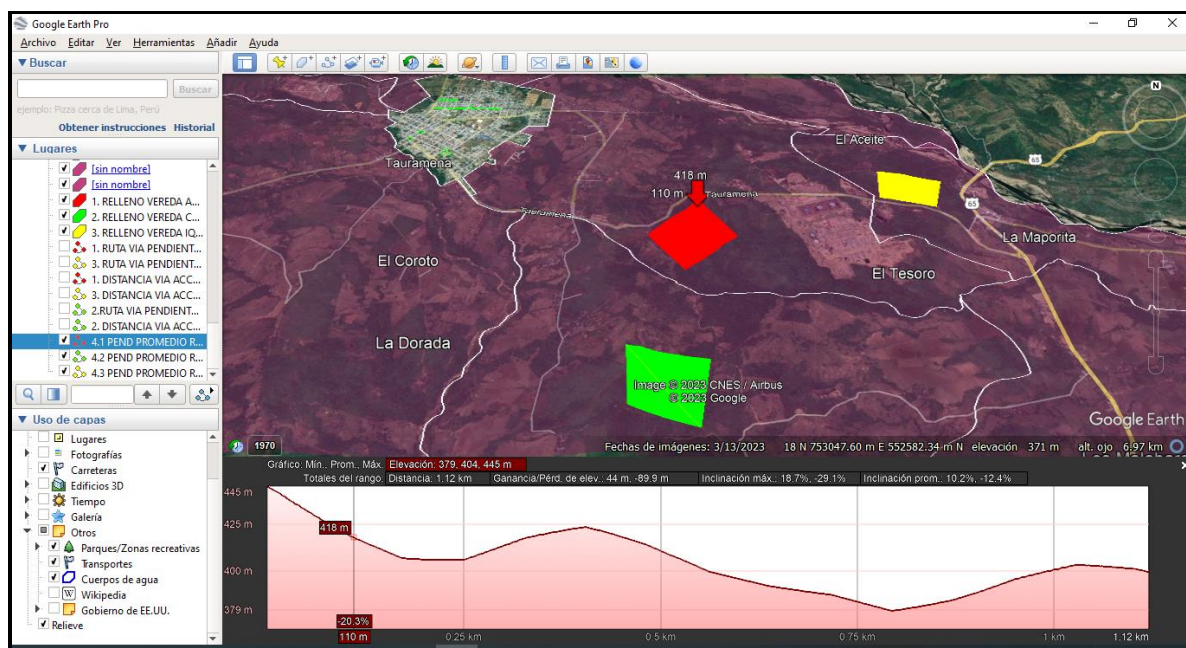 Google Earth Pro
Archivo Editar Ver Herramientas Añadir Ayuda
Buscar
Buscar
ejemplo: Pizza cerca de Lima, Perú
Obtener instrucciones Historial
Lugares
[sin nombre]
[sin nombre]
1. RELLENO VEREDA A...
2. RELLENO VEREDA C...
3. RELLENO VEREDA IQ...
1. RUTA VIA PENDIENT...
3. RUTA VIA PENDIENT...
1. DISTANCIA VIA ACC...
3. DISTANCIA VIA ACC...
2.RUTA VIA PENDIENT...
2. DISTANCIA VIA ACC...
4.1 PEND PROMEDIO R...
4.2 PEND PROMEDIO R...
4.3 PEND PROMEDIO R...
Uso de capas
Lugares
Fotografías
Carreteras
Edificios 3D
Tiempo
Galería
Otros
Parques/Zonas recreativas
Transportes
Cuerpos de agua
Wikipedia
Gobierno de EE.UU.
Relieve
N
El Aceite
65
Tauramena
418 m
110 m
Tauramena
65
Tauramena
La Maporita
El Coroto
El Tesoro
La Dorada
Image © 2023 CNES / Airbus
© 2023 Google
Google Earth
1970
Fechas de imágenes: 3/13/2023 18 N 753047.60 m E 552582.34 m N elevación 371 m alt. ojo 6.97 km
Gráfico: Mín., Prom., Máx. Elevación: 379, 404, 445 m
Totales del rango: Distancia: 1.12 km Ganancia/Pérd. de elev.: 44 m, -89.9 m Inclinación máx.: 18.7%, -29.1% Inclinación prom.: 10.2%, -12.4%
445 m
425 m
418 m
400 m
379 m
-20.3%
110 m 0.25 km 0.5 km 0.75 km 1 km 1.12 km